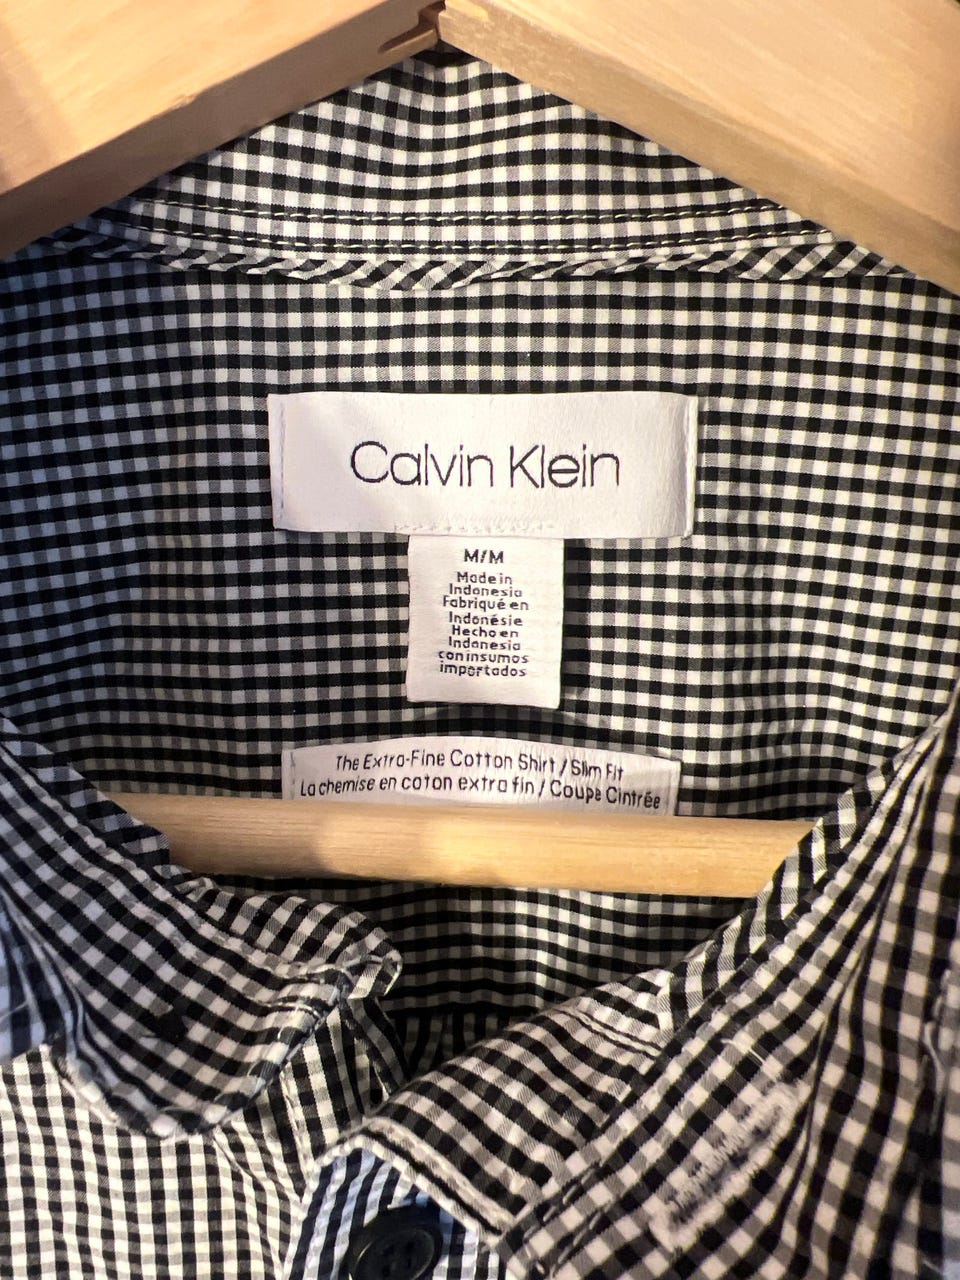 Calvin Klein
M/M
Made in
Indonesia
Fabriqué en
Indonésie
Hecho en
Indonesia
con insumos
importados
The Extra-Fine Cotton Shirt / Slim Fit
La chemise en coton extra fin / Coupe Cintrée